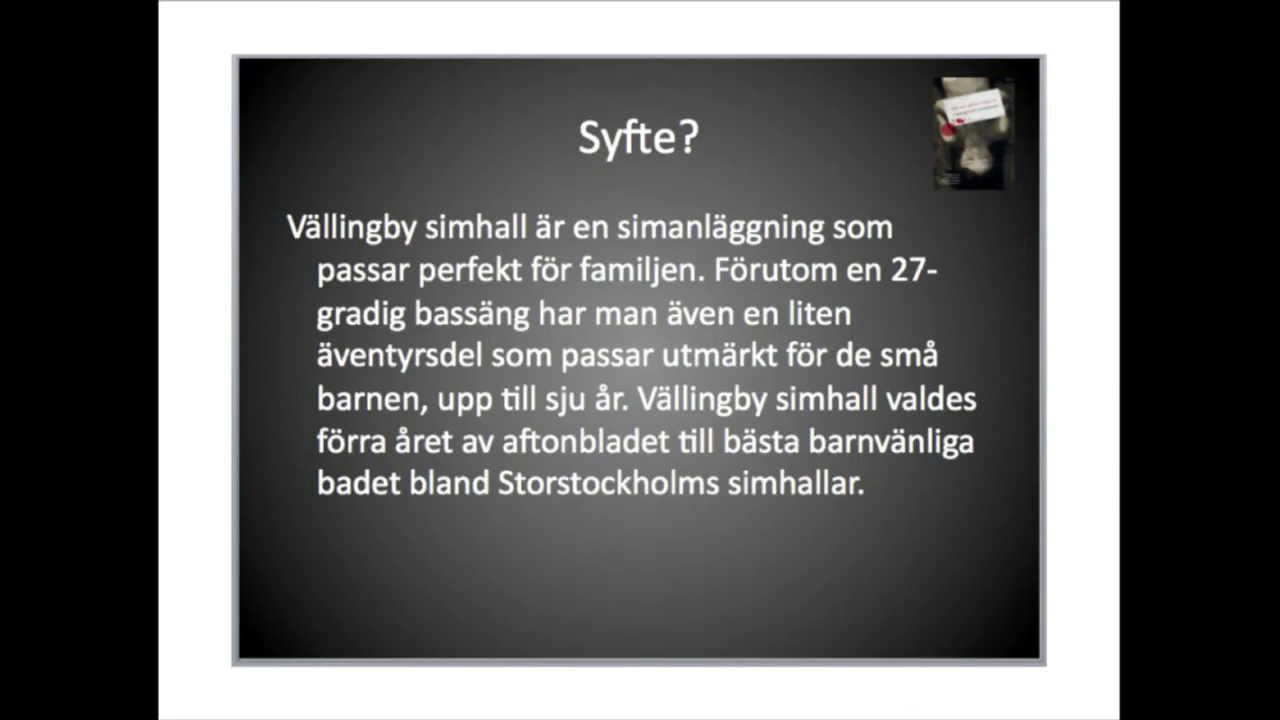 Syfte?
Vällingby simhall är en simanläggning som
passar perfekt för familjen. Förutom en 27-
gradig bassäng har man även en liten
äventyrsdel som passar utmärkt för de små
barnen, upp till sju år. Vällingby simhall valdes
förra året av aftonbladet till bästa barnvänliga
badet bland Storstockholms simhallar.